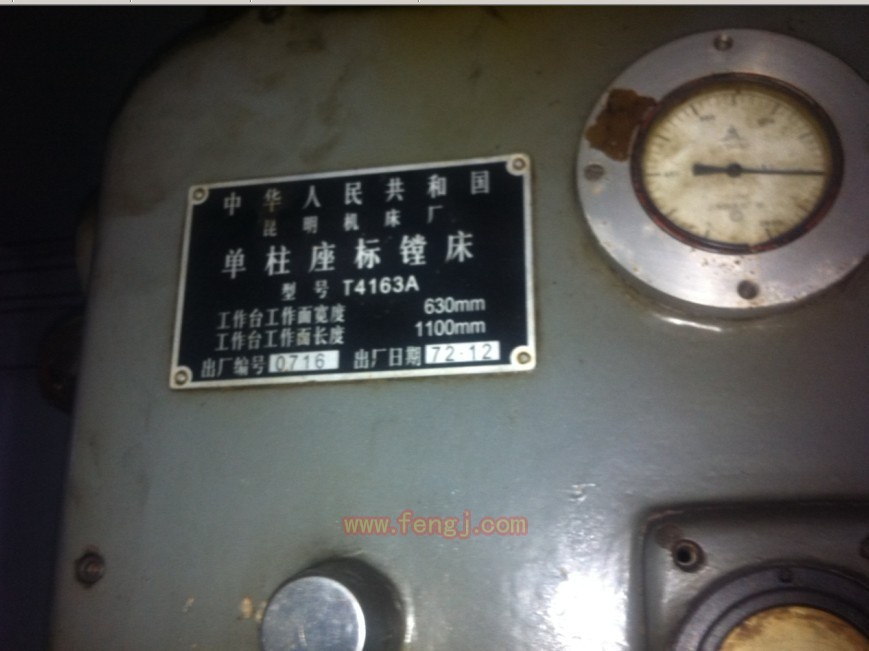 中华人民共和国
昆明机床厂
单柱座标镗床
型号 T4163A
工作台工作面宽度 630mm
工作台工作面长度 1100mm
出厂编号 0716 出厂日期 72·12
www.fengj.com